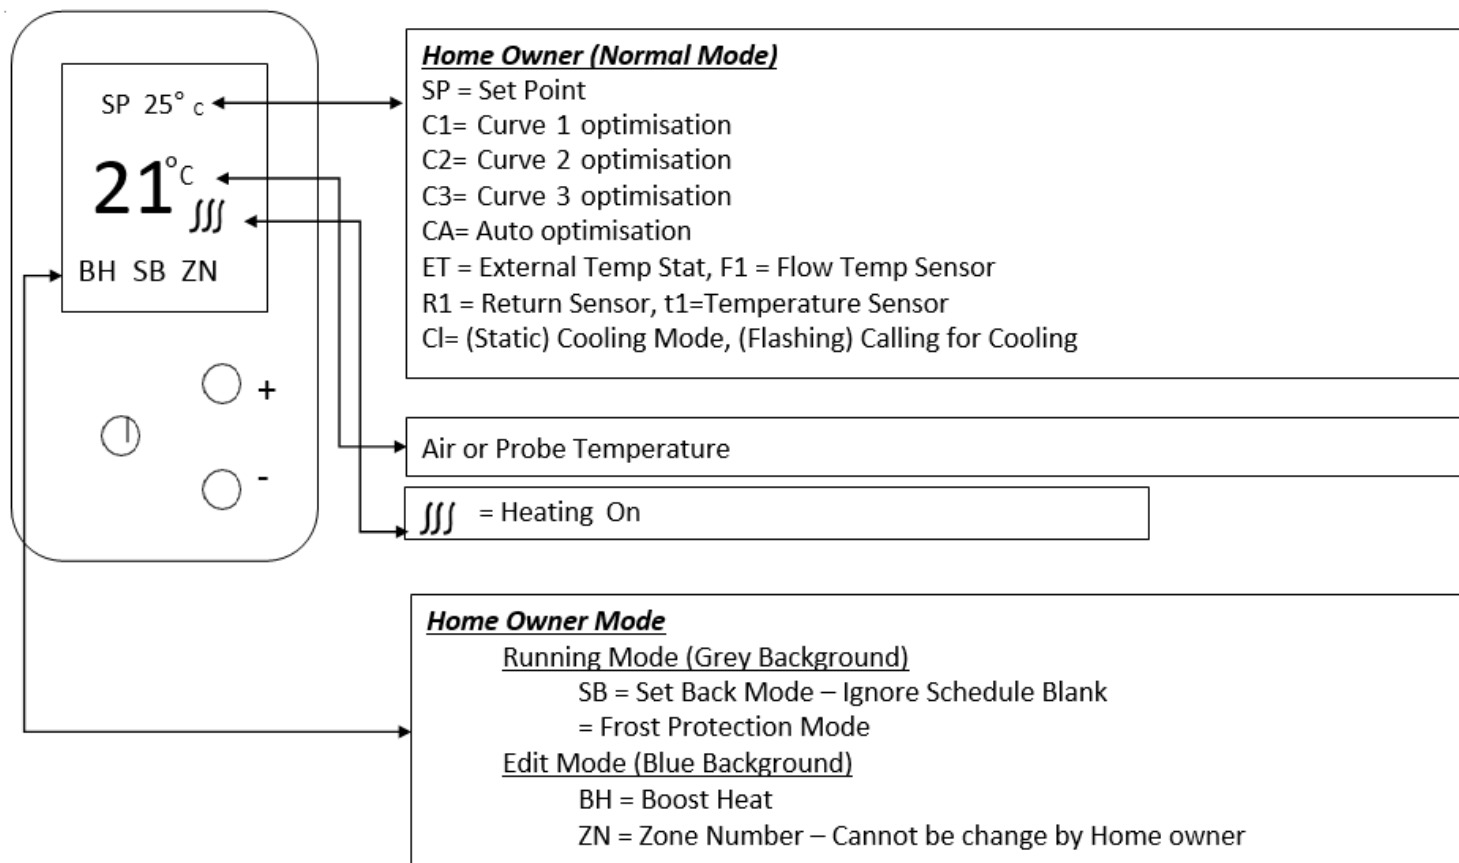 SP 25° c
21°C
BH SB ZN
+
-
Home Owner (Normal Mode)
SP = Set Point
C1= Curve 1 optimisation
C2= Curve 2 optimisation
C3= Curve 3 optimisation
CA= Auto optimisation
ET = External Temp Stat, F1 = Flow Temp Sensor
R1 = Return Sensor, t1=Temperature Sensor
Cl= (Static) Cooling Mode, (Flashing) Calling for Cooling
Air or Probe Temperature
= Heating On
Home Owner Mode
Running Mode (Grey Background)
SB = Set Back Mode – Ignore Schedule Blank
= Frost Protection Mode
Edit Mode (Blue Background)
BH = Boost Heat
ZN = Zone Number – Cannot be change by Home owner